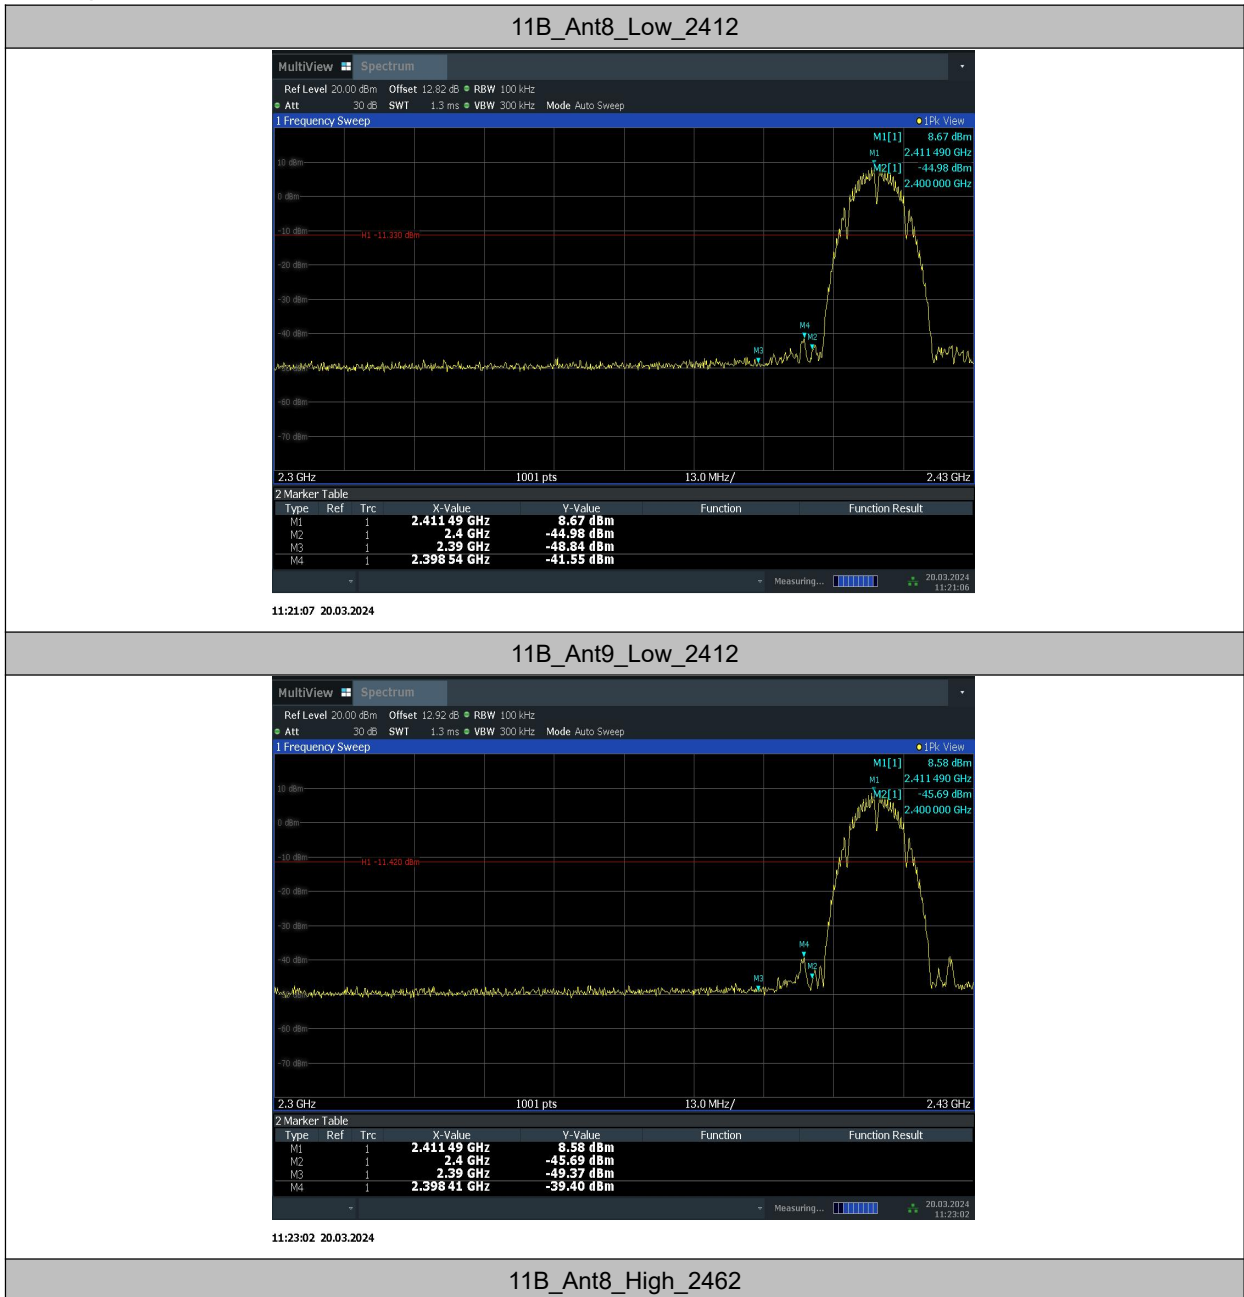 11B_Ant8_Low_2412
MultiView Spectrum
Ref Level 20.00 dBm Offset 12.82 dB RBW 100 kHz
Att 30 dB SWT 1.3 ms VBW 300 kHz Mode Auto Sweep
1 Frequency Sweep 1Pk View
M1[1] 8.67 dBm
M1 2.411 490 GHz
10 dBm M2[1] -44.98 dBm
2.400 000 GHz
0 dBm
-10 dBm H1 -11.330 dBm
-20 dBm
-30 dBm
-40 dBm M4
M2
M3
-60 dBm
-70 dBm
2.3 GHz 1001 pts 13.0 MHz/ 2.43 GHz
2 Marker Table
Type Ref Trc X-Value Y-Value Function Function Result
M1 1 2.411 49 GHz 8.67 dBm
M2 1 2.4 GHz -44.98 dBm
M3 1 2.39 GHz -48.84 dBm
M4 1 2.398 54 GHz -41.55 dBm
Measuring... 20.03.2024
11:21:06
11:21:07 20.03.2024
11B_Ant9_Low_2412
MultiView Spectrum
Ref Level 20.00 dBm Offset 12.92 dB RBW 100 kHz
Att 30 dB SWT 1.3 ms VBW 300 kHz Mode Auto Sweep
1 Frequency Sweep 1Pk View
M1[1] 8.58 dBm
M1 2.411 490 GHz
10 dBm M2[1] -45.69 dBm
2.400 000 GHz
0 dBm
-10 dBm H1 -11.420 dBm
-20 dBm
-30 dBm
M4
-40 dBm
M2
M3
-60 dBm
-70 dBm
2.3 GHz 1001 pts 13.0 MHz/ 2.43 GHz
2 Marker Table
Type Ref Trc X-Value Y-Value Function Function Result
M1 1 2.411 49 GHz 8.58 dBm
M2 1 2.4 GHz -45.69 dBm
M3 1 2.39 GHz -49.37 dBm
M4 1 2.398 41 GHz -39.40 dBm
Measuring... 20.03.2024
11:23:02
11:23:02 20.03.2024
11B_Ant8_High_2462